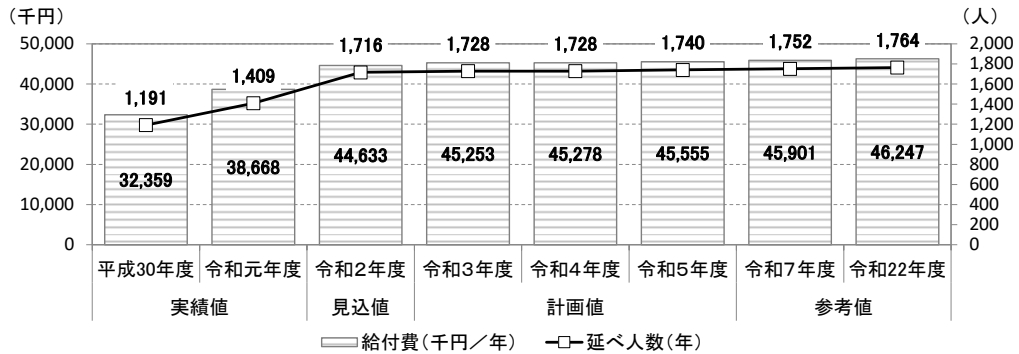 （千円）
（人）
50,000
40,000
30,000
20,000
10,000
0
2,000
1,800
1,600
1,400
1,200
1,000
800
600
400
200
0
1,191 1,409 1,716 1,728 1,728 1,740 1,752 1,764
32,359 38,668 44,633 45,253 45,278 45,555 45,901 46,247
平成30年度 令和元年度 令和２年度 令和３年度 令和４年度 令和５年度 令和７年度 令和22年度
実績値 見込値 計画値 参考値
給付費（千円／年） 延べ人数（年）